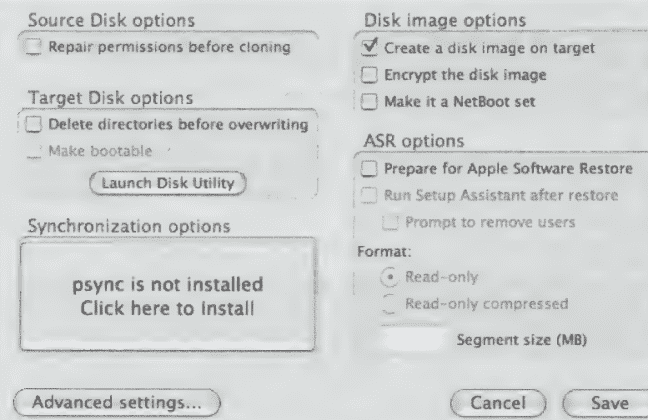 Source Disk options
Repair permissions before cloning
Target Disk options
Delete directories before overwriting
Make bootable
Launch Disk Utility
Synchronization options
psync is not installed
Click here to install
Advanced settings...
Disk image options
Create a disk image on target
Encrypt the disk image
Make it a NetBoot set
ASR options
Prepare for Apple Software Restore
Run Setup Assistant after restore
Prompt to remove users
Format:
Read-only
Read-only compressed
Segment size (MB)
Cancel
Save